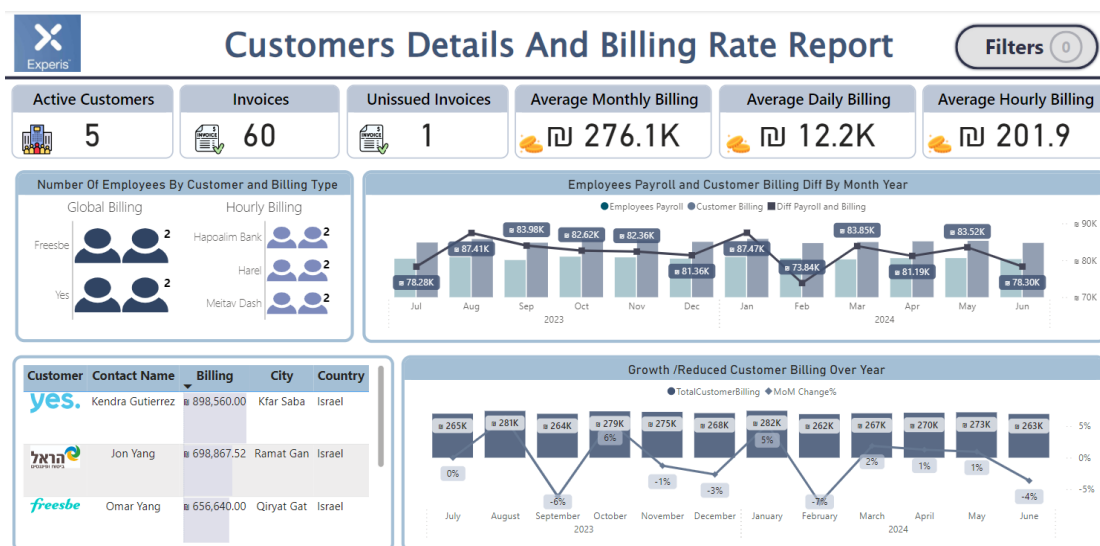 Experis
Customers Details And Billing Rate Report
Filters 0
Active Customers
5
Invoices
60
Unissued Invoices
1
Average Monthly Billing
₪ 276.1K
Average Daily Billing
₪ 12.2K
Average Hourly Billing
₪ 201.9
Number Of Employees By Customer and Billing Type
Global Billing
Freesbe 2
Yes 2
Hourly Billing
Hapoalim Bank 2
Harel 2
Meitav Dash 2
Employees Payroll and Customer Billing Diff By Month Year
Employees Payroll Customer Billing Diff Payroll and Billing
₪ 90K
₪ 80K
₪ 70K
₪ 78.28K ₪ 87.41K ₪ 83.98K ₪ 82.62K ₪ 82.36K ₪ 81.36K ₪ 87.47K ₪ 73.84K ₪ 83.85K ₪ 81.19K ₪ 83.52K ₪ 78.30K
Jul Aug Sep Oct Nov Dec Jan Feb Mar Apr May Jun
2023 2024
Customer Contact Name Billing City Country
yes. Kendra Gutierrez ₪ 898,560.00 Kfar Saba Israel
הראל Jon Yang ₪ 698,867.52 Ramat Gan Israel
freesbe Omar Yang ₪ 656,640.00 Qiryat Gat Israel
Growth /Reduced Customer Billing Over Year
TotalCustomerBilling MoM Change%
₪ 265K ₪ 281K ₪ 264K ₪ 279K ₪ 275K ₪ 268K ₪ 282K ₪ 262K ₪ 267K ₪ 270K ₪ 273K ₪ 263K
0% -6% 6% -1% -3% 5% -7% 2% 1% 1% -4%
5%
0%
-5%
July August September October November December January February March April May June
2023 2024